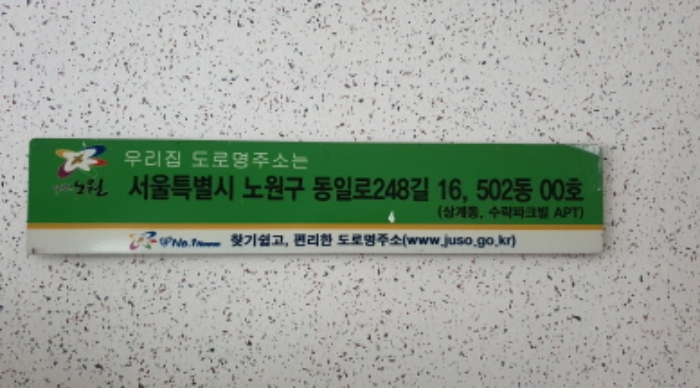 우리집 도로명주소는
노원
서울특별시 노원구 동일로248길 16, 502동 00호
(상계동, 수락파크빌 APT)
No.1 Nowon 찾기쉽고, 편리한 도로명주소(www.juso.go.kr)